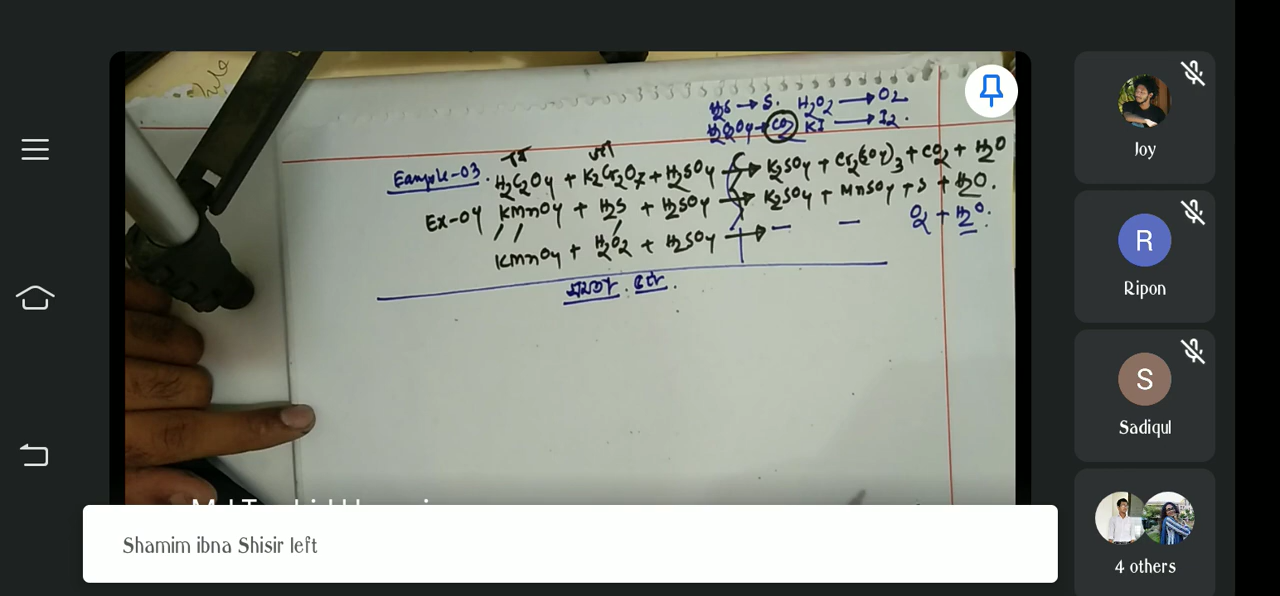 H2S → S. H2O2 → O2
H2C2O4 → CO2 KI → I2.
Eample-03. H2C2O4 + K2Cr2O7 + H2SO4 → K2SO4 + Cr2(SO4)3 + CO2 + H2O
Ex-04 KMnO4 + H2S + H2SO4 → K2SO4 + MnSO4 + S + H2O.
KMnO4 + H2O2 + H2SO4 → — — O2 + H2O.
Joy
R
Ripon
S
Sadiqul
4 others
Shamim ibna Shisir left